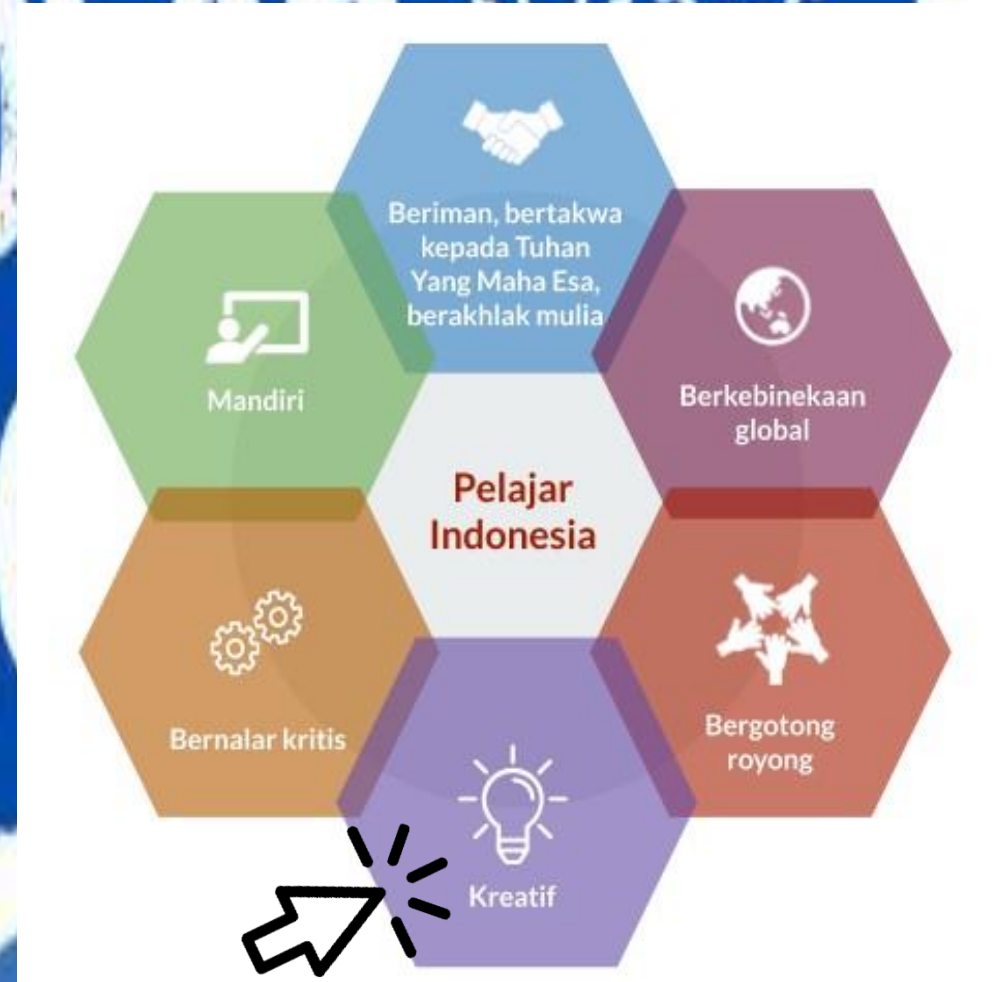 Beriman, bertakwa
kepada Tuhan
Yang Maha Esa,
berakhlak mulia
Berkebinekaan
global
Bergotong
royong
Kreatif
Bernalar kritis
Mandiri
Pelajar
Indonesia